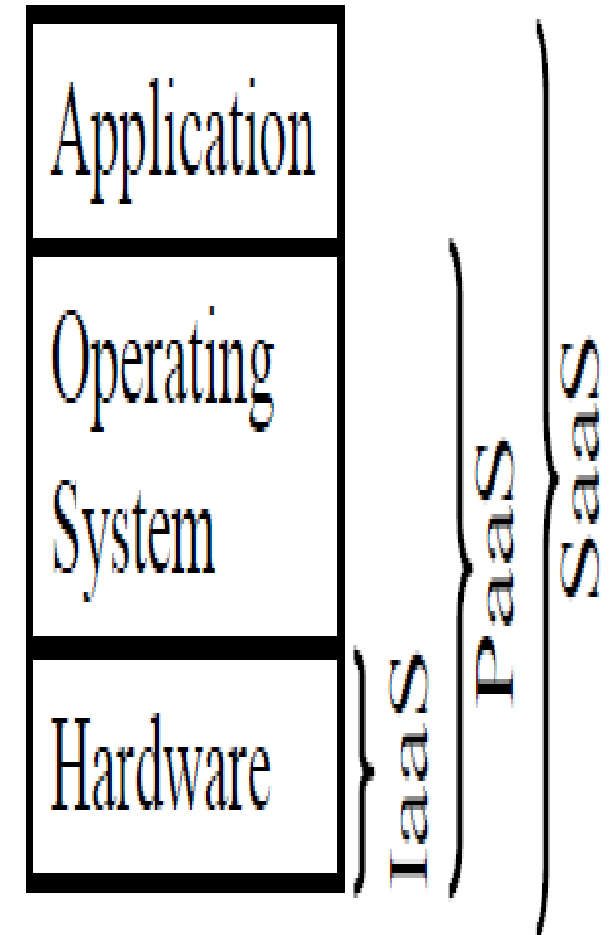 Application
Operating
System
Hardware
IaaS
PaaS
SaaS